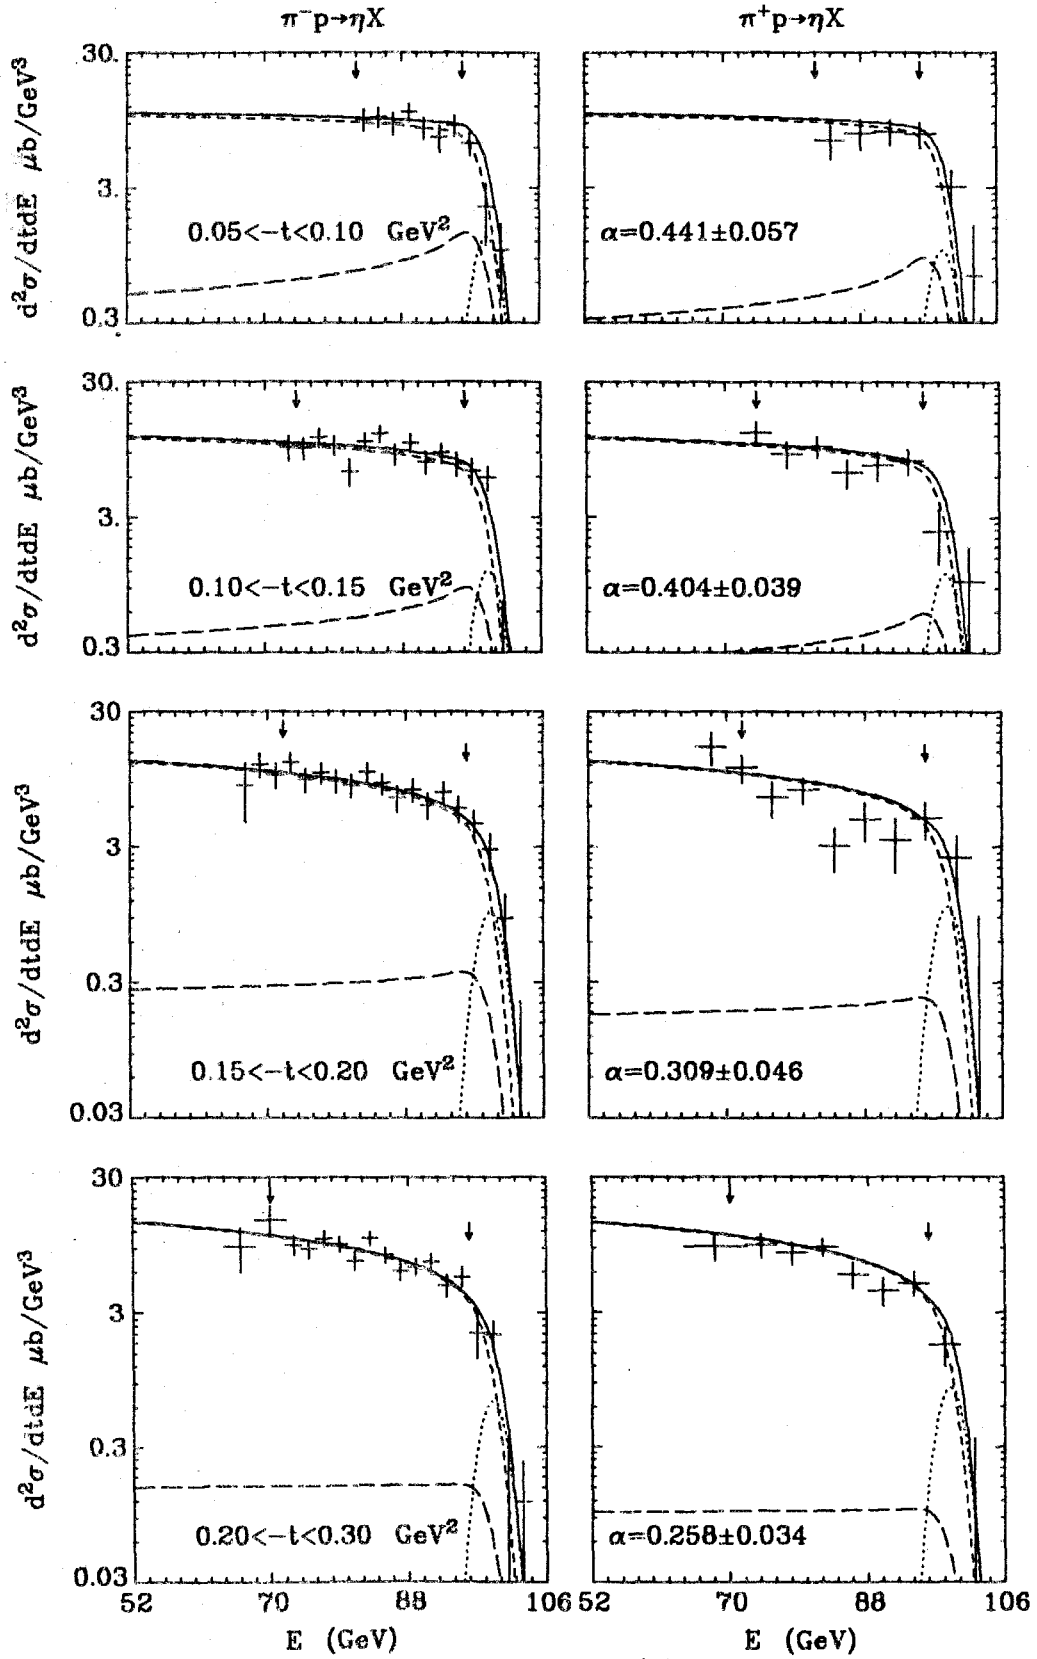 π⁻p→ηX
π⁺p→ηX
d²σ/dtdE μb/GeV³
30.
3.
0.3
0.05<-t<0.10 GeV²
α=0.441±0.057
d²σ/dtdE μb/GeV³
30.
3.
0.3
0.10<-t<0.15 GeV²
α=0.404±0.039
d²σ/dtdE μb/GeV³
30
3
0.3
0.03
0.15<-t<0.20 GeV²
α=0.309±0.046
d²σ/dtdE μb/GeV³
30
3
0.3
0.03
0.20<-t<0.30 GeV²
α=0.258±0.034
52 70 88 106 52 70 88 106
E (GeV)
E (GeV)